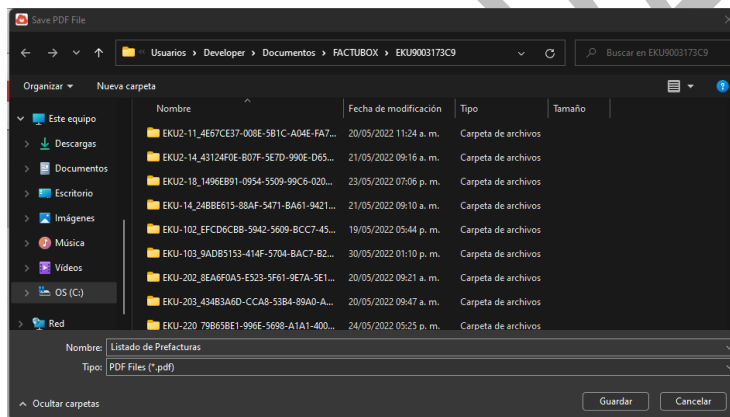 Save PDF File
Usuarios › Developer › Documentos › FACTUBOX › EKU9003173C9
Buscar en EKU9003173C9
Organizar Nueva carpeta
Nombre Fecha de modificación Tipo Tamaño
Este equipo
Descargas
Documentos
Escritorio
Imágenes
Música
Vídeos
OS (C:)
Red
EKU2-11_4E67CE37-008E-5B1C-A04E-FA7... 20/05/2022 11:24 a. m. Carpeta de archivos
EKU2-14_43124F0E-B07F-5E7D-990E-D65... 21/05/2022 09:16 a. m. Carpeta de archivos
EKU2-18_1496EB91-0954-5509-99C6-020... 23/05/2022 07:06 p. m. Carpeta de archivos
EKU-14_24BBE615-88AF-5471-BA61-9421... 21/05/2022 09:10 a. m. Carpeta de archivos
EKU-102_EFCD6CBB-5942-5609-BCC7-45... 19/05/2022 05:44 p. m. Carpeta de archivos
EKU-103_9ADB5153-414F-5704-BAC7-B2... 30/05/2022 01:10 p. m. Carpeta de archivos
EKU-202_8EA6F0A5-E523-5F61-9E7A-5E1... 20/05/2022 09:21 a. m. Carpeta de archivos
EKU-203_434B3A6D-CCA8-53B4-89A0-A... 20/05/2022 09:47 a. m. Carpeta de archivos
EKU-220_79B65BE1-996E-5698-A1A1-400... 24/05/2022 05:25 p. m. Carpeta de archivos
Nombre: Listado de Prefacturas
Tipo: PDF Files (*.pdf)
Ocultar carpetas Guardar Cancelar